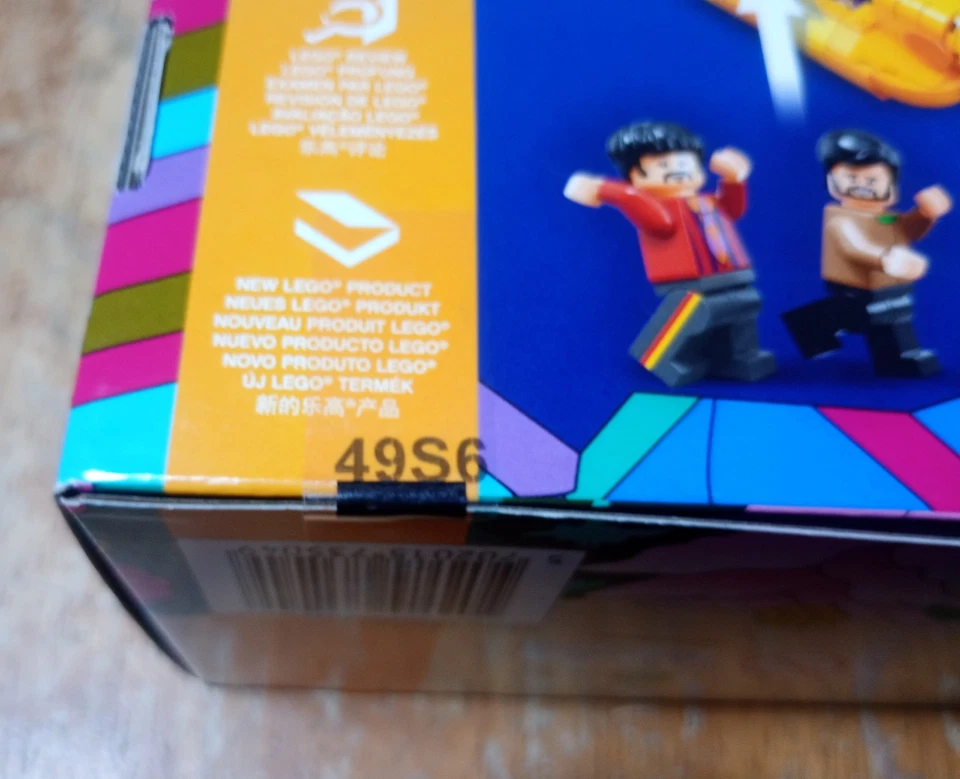 LEGO® REVIEW
LEGO® PRÜFUNG
EXAMEN PAR LEGO®
REVISIÓN DE LEGO®
AVALIAÇÃO LEGO®
LEGO® VÉLEMÉNYEZÉS
乐高®评论
NEW LEGO® PRODUCT
NEUES LEGO® PRODUKT
NOUVEAU PRODUIT LEGO®
NUEVO PRODUCTO LEGO®
NOVO PRODUTO LEGO®
ÚJ LEGO® TERMÉK
新的乐高®产品
49S6